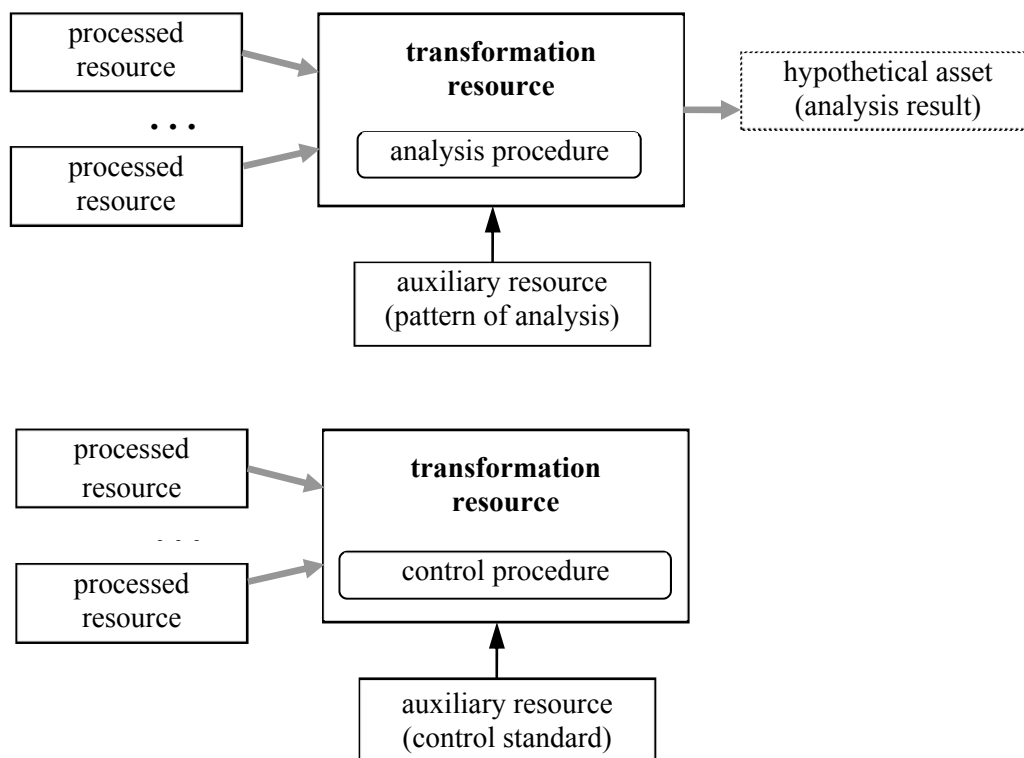 processed
resource
. . .
processed
resource
transformation
resource
analysis procedure
hypothetical asset
(analysis result)
auxiliary resource
(pattern of analysis)
processed
resource
. . .
processed
resource
transformation
resource
control procedure
auxiliary resource
(control standard)